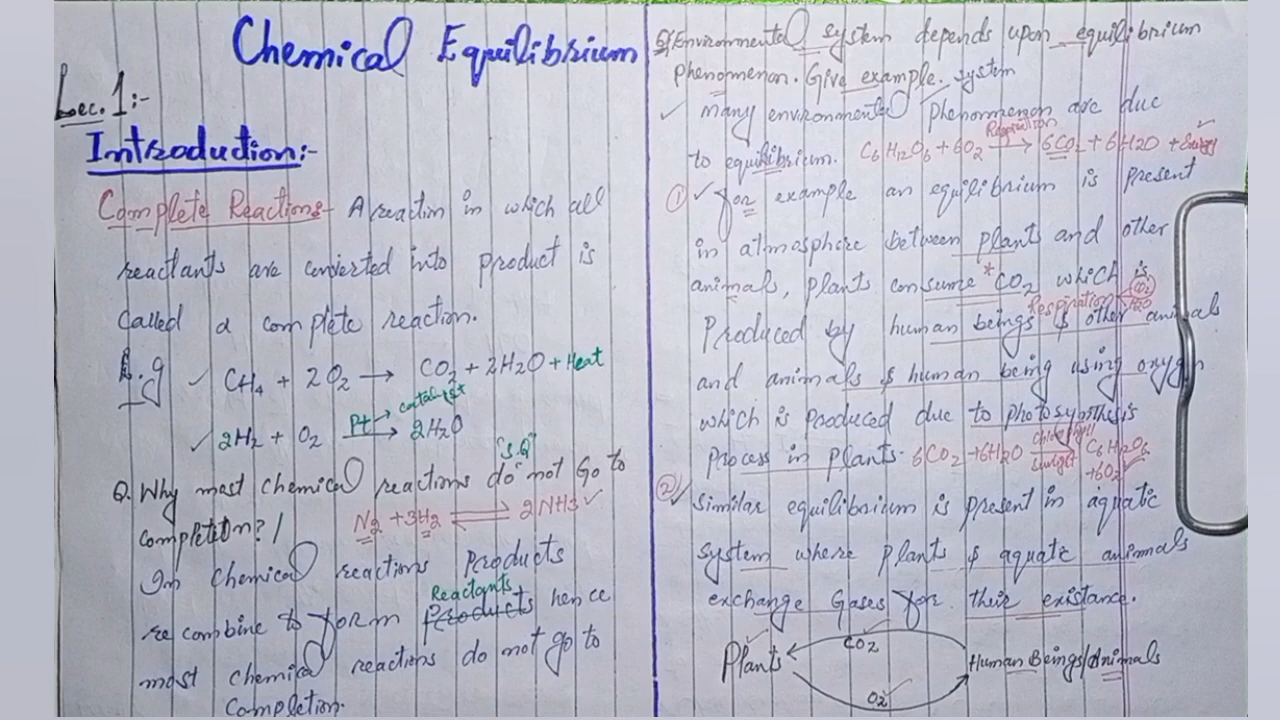 Chemical Equilibrium
Lec. 1:-
Introduction:-
Complete Reactions:- A reaction in which all
reactants are converted into product is
called a complete reaction.
E.g ✓ CH4 + 2O2 → CO2 + 2H2O + Heat
Pt → catalyst
✓ 2H2 + O2 → 2H2O
"S.Q"
Q. Why most chemical reactions do not Go to
completion? /
N2 + 3H2 ⇌ 2NH3 ✓
In chemical reactions Products
Reactants
recombine to form Products hence
most chemical reactions do not go to
completion.
Q Environmental system depends upon equilibrium
phenomenon. Give example.
system
✓ Many environmental phenommenon are due
to equilibrium.
Respiration
C6H12O6 + 6O2 → 6CO2 + 6H2O + Energy
① ✓ for example an equilibrium is present
in atmosphere between plants and other
animals, plants consume *CO2 which is
Respiration
Produced by human beings & other animals
and animals & human being using oxygen
which is produced due to photosynthesis
Process in plants.
6CO2 + 6H2O → C6H12O6
Chlorophyll
sunlight
+6O2
② ✓ Similar equilibrium is present in aquatic
system where plants & aquatic animals
exchange Gases for their existance.
CO2
Plants Human Beings/Animals
O2